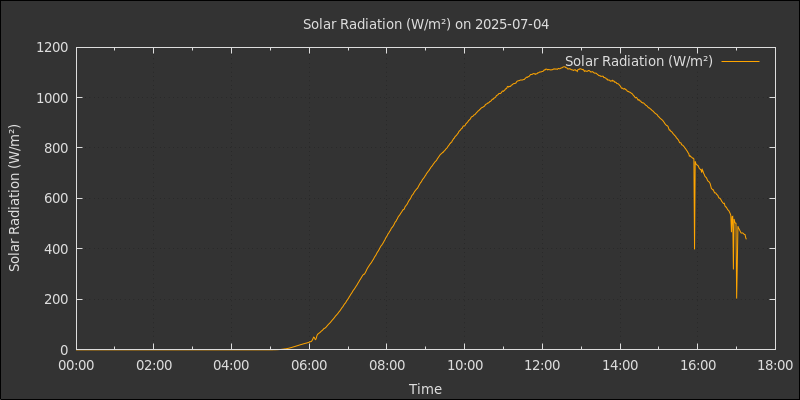 Solar Radiation (W/m²) on 2025-07-04
Solar Radiation (W/m²)
1200
1000
800
600
400
200
0
Solar Radiation (W/m²)
00:00 02:00 04:00 06:00 08:00 10:00 12:00 14:00 16:00 18:00
Time